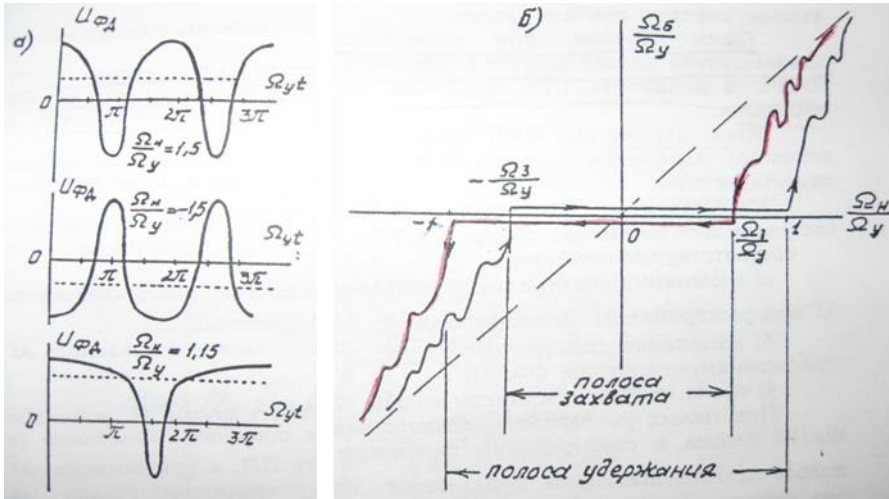 а)
UФД
0
π
2π
Ωуt
3π
Ωн/Ωу=1,5
UФД
Ωн/Ωу=-1,5
Ωуt
0
π
2π
3π
UФД
Ωн/Ωу=1,15
0
Ωуt
π
2π
3π
б)
Ωб/Ωу
-Ωз/Ωу
-1
0
Ωз/Ωу
1
Ωн/Ωу
полоса
захвата
полоса удержания